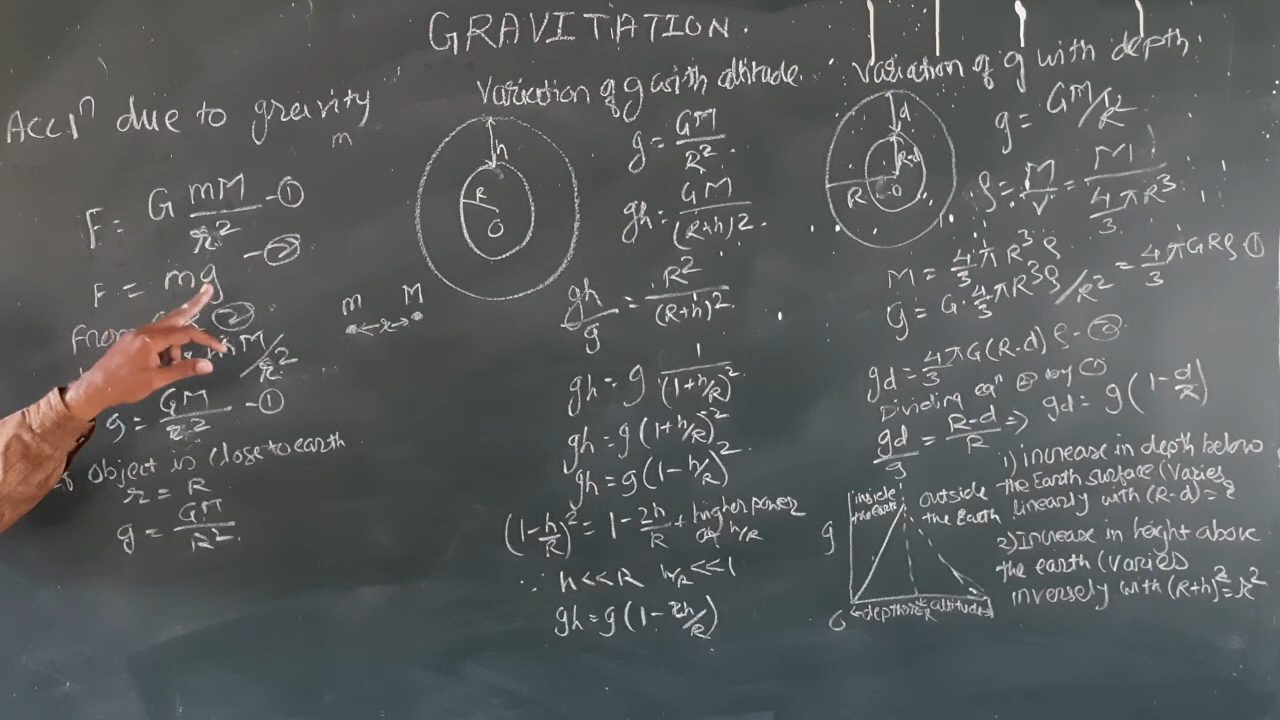 GRAVITATION.
Accln due to gravity
m
F = G mM/r² - ①
F = mg - ②
From ②
mM/r²
g = GM/r² - ①
object is close to earth
r = R
g = GM/R².
m M
r
Variation of g with altitude.
h
R
O
g = GM/R².
gh = GM/(R+h)².
gh/g = R²/(R+h)².
gh = g 1/(1+h/R)².
gh = g(1+h/R)⁻²
gh = g(1-h/R)²
(1-h/R)² = 1-2h/R + higher power of h/R
∵ h<<R h/R <<1
gh = g(1-2h/R)
Variation of g with depth.
d
R-d
R
O
g = GM/R²
ρ = M/V = M/(4/3 πR³)
M = 4/3 πR³ρ
g = G·4/3 πR³ρ/R² = 4/3 πGRρ ①
gd = 4/3 πG(R-d)ρ - ②
Dividing eqⁿ ② by ①
gd/g = R-d/R ⇒ gd = g(1-d/R)
inside the earth
outside the Earth
g
O
depth R altitude
1) increase in depth below
the Earth surface (Varies
linearly with (R-d) = r
2) Increase in height above
the earth (Varies
inversely with (R+h)² = r²